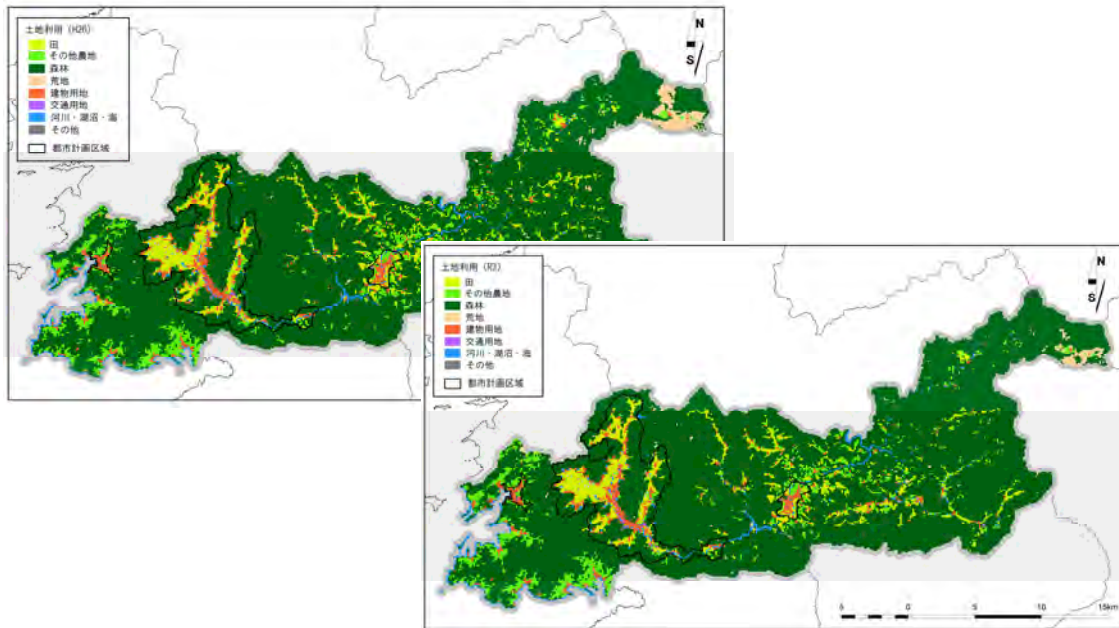 土地利用 (H26)
田
その他農地
森林
荒地
建物用地
交通用地
河川・湖沼・海
その他
都市計画区域
N
S
土地利用 (R3)
田
その他農地
森林
荒地
建物用地
交通用地
河川・湖沼・海
その他
都市計画区域
N
S
5 0 5 10 15km